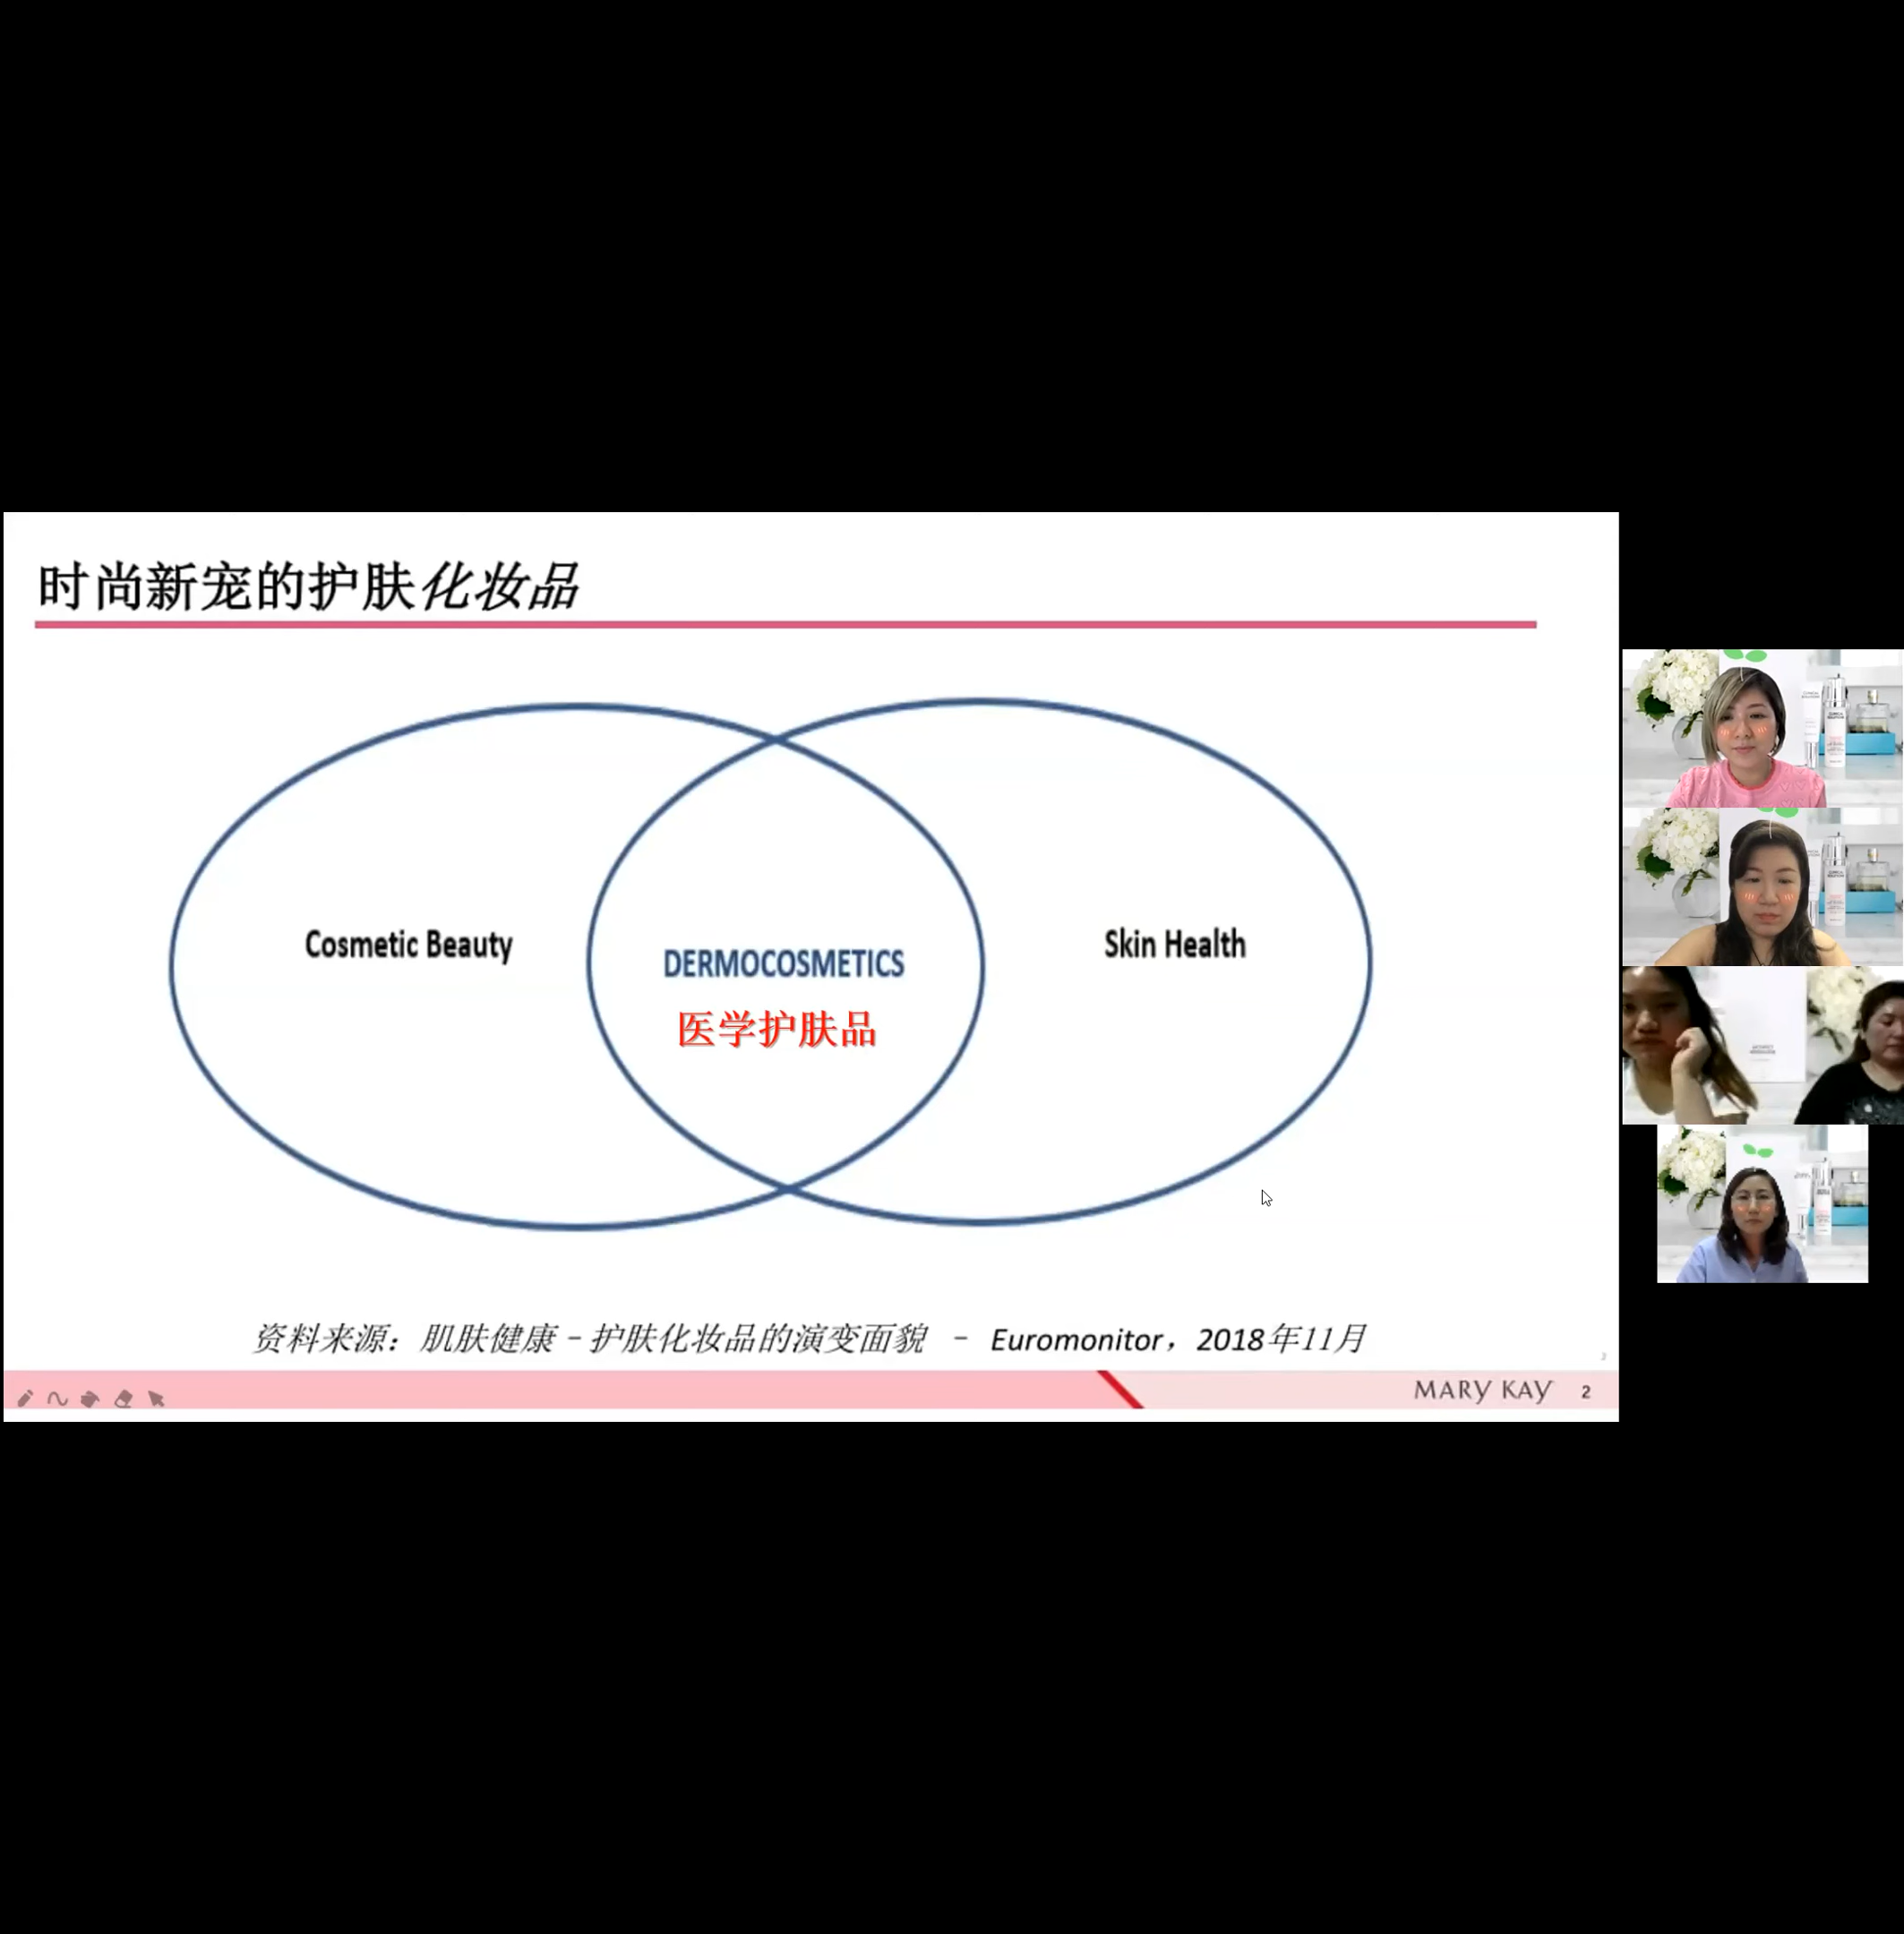 时尚新宠的护肤化妆品
Cosmetic Beauty
DERMOCOSMETICS
医学护肤品
Skin Health
资料来源：肌肤健康 - 护肤化妆品的演变面貌 - Euromonitor，2018年11月
2
MARY KAY 2